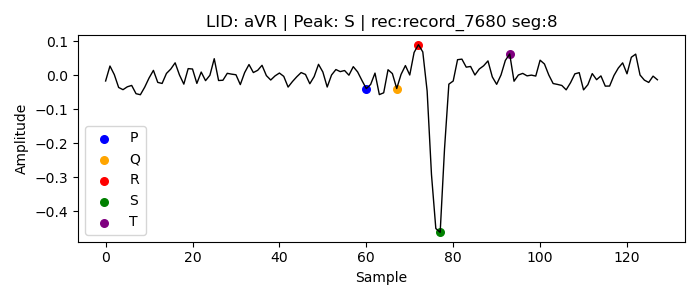 LID: aVR | Peak: S | rec:record_7680 seg:8
Amplitude
0.1
0.0
−0.1
−0.2
−0.3
−0.4
P
Q
R
S
T
0 20 40 60 80 100 120
Sample